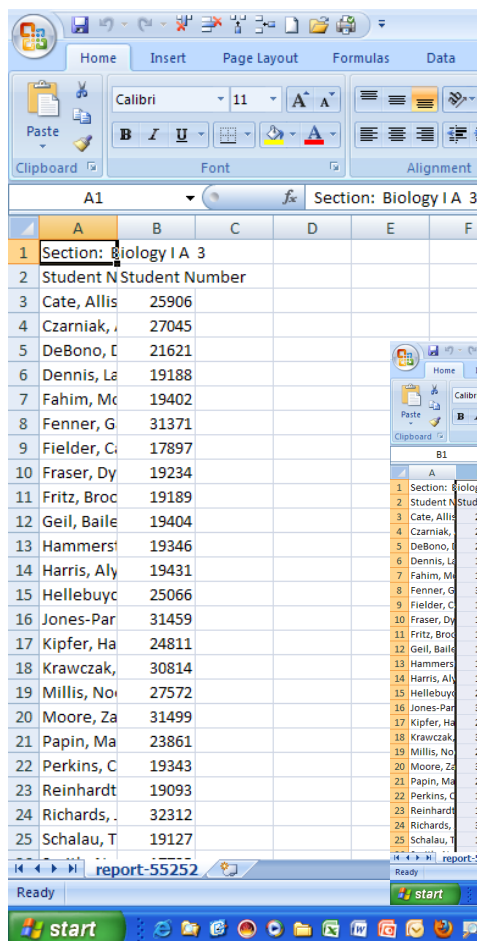 Home Insert Page Layout Formulas Data
Calibri 11 A A
Paste B I U A
Clipboard Font Alignment
A1 fx Section: Biology I A 3
A B C D E F
1 Section: Biology I A 3
2 Student N Student Number
3 Cate, Allis 25906
4 Czarniak, 27045
5 DeBono, D 21621
6 Dennis, La 19188
7 Fahim, Mo 19402
8 Fenner, G 31371
9 Fielder, Ca 17897
10 Fraser, Dy 19234
11 Fritz, Broo 19189
12 Geil, Baile 19404
13 Hammerst 19346
14 Harris, Aly 19431
15 Hellebuyc 25066
16 Jones-Par 31459
17 Kipfer, Ha 24811
18 Krawczak, 30814
19 Millis, No 27572
20 Moore, Za 31499
21 Papin, Ma 23861
22 Perkins, C 19343
23 Reinhardt 19093
24 Richards, 32312
25 Schalau, T 19127
report-55252
Ready
start
Home
Calibr
Paste B
Clipboard
B1
A
1 Section: Biolog
2 Student N Stud
3 Cate, Allis
4 Czarniak,
5 DeBono, D
6 Dennis, La
7 Fahim, Mo
8 Fenner, G
9 Fielder, C
10 Fraser, Dy
11 Fritz, Broo
12 Geil, Baile
13 Hammers
14 Harris, Aly
15 Hellebuyc
16 Jones-Par
17 Kipfer, Ha
18 Krawczak,
19 Millis, No
20 Moore, Za
21 Papin, Ma
22 Perkins, C
23 Reinhardt
24 Richards,
25 Schalau, T
report-5
Ready
start